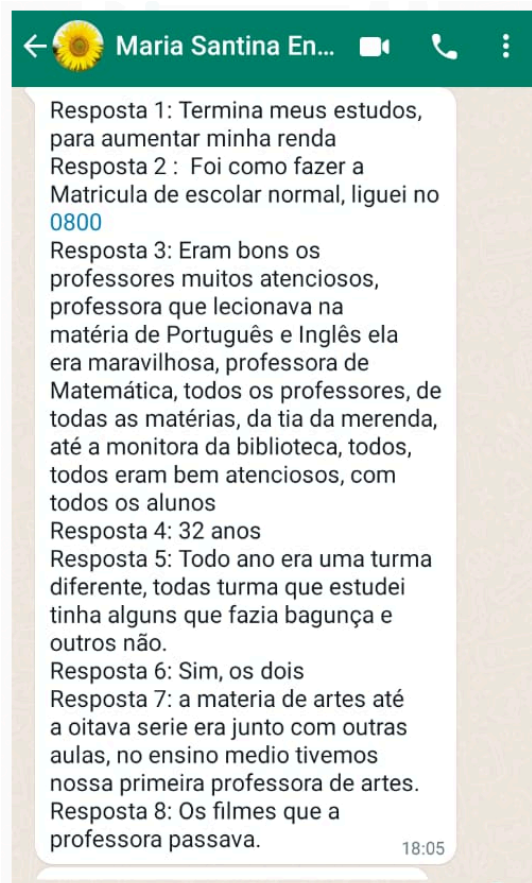 Maria Santina En...
Resposta 1: Termina meus estudos,
para aumentar minha renda
Resposta 2 :  Foi como fazer a
Matricula de escolar normal, liguei no
0800
Resposta 3: Eram bons os
professores muitos atenciosos,
professora que lecionava na
matéria de Português e Inglês ela
era maravilhosa, professora de
Matemática, todos os professores, de
todas as matérias, da tia da merenda,
até a monitora da biblioteca, todos,
todos eram bem atenciosos, com
todos os alunos
Resposta 4: 32 anos
Resposta 5: Todo ano era uma turma
diferente, todas turma que estudei
tinha alguns que fazia bagunça e
outros não.
Resposta 6: Sim, os dois
Resposta 7: a materia de artes até
a oitava serie era junto com outras
aulas, no ensino medio tivemos
nossa primeira professora de artes.
Resposta 8: Os filmes que a
professora passava.
18:05